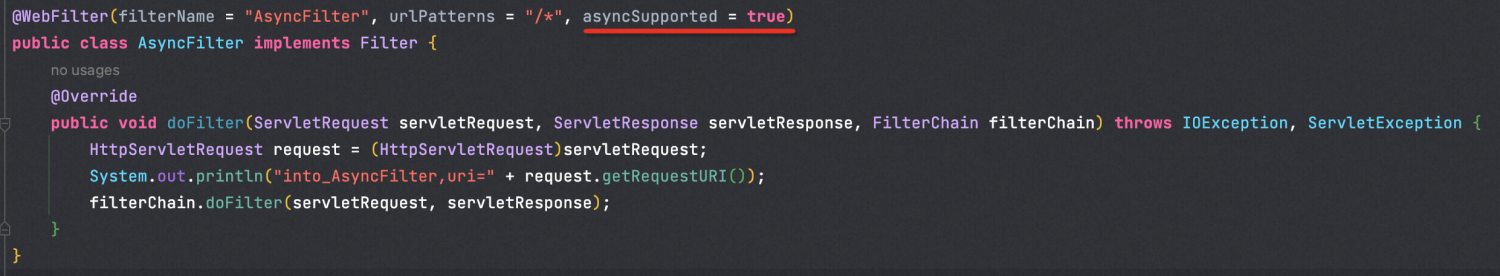 @WebFilter(filterName = "AsyncFilter", urlPatterns = "/*", asyncSupported = true)
public class AsyncFilter implements Filter {
no usages
@Override
public void doFilter(ServletRequest servletRequest, ServletResponse servletResponse, FilterChain filterChain) throws IOException, ServletException {
HttpServletRequest request = (HttpServletRequest)servletRequest;
System.out.println("into_AsyncFilter,uri=" + request.getRequestURI());
filterChain.doFilter(servletRequest, servletResponse);
}
}